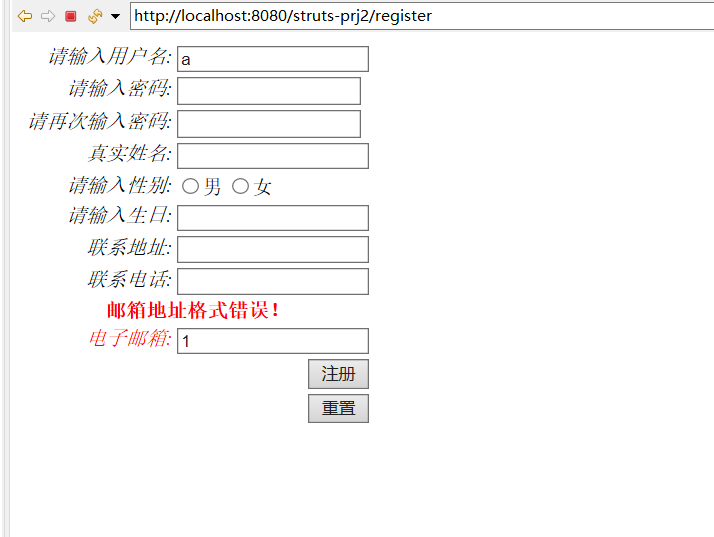 http://localhost:8080/struts-prj2/register
请输入用户名: a
请输入密码:
请再次输入密码:
真实姓名:
请输入性别: 男 女
请输入生日:
联系地址:
联系电话:
邮箱地址格式错误！
电子邮箱: 1
注册
重置